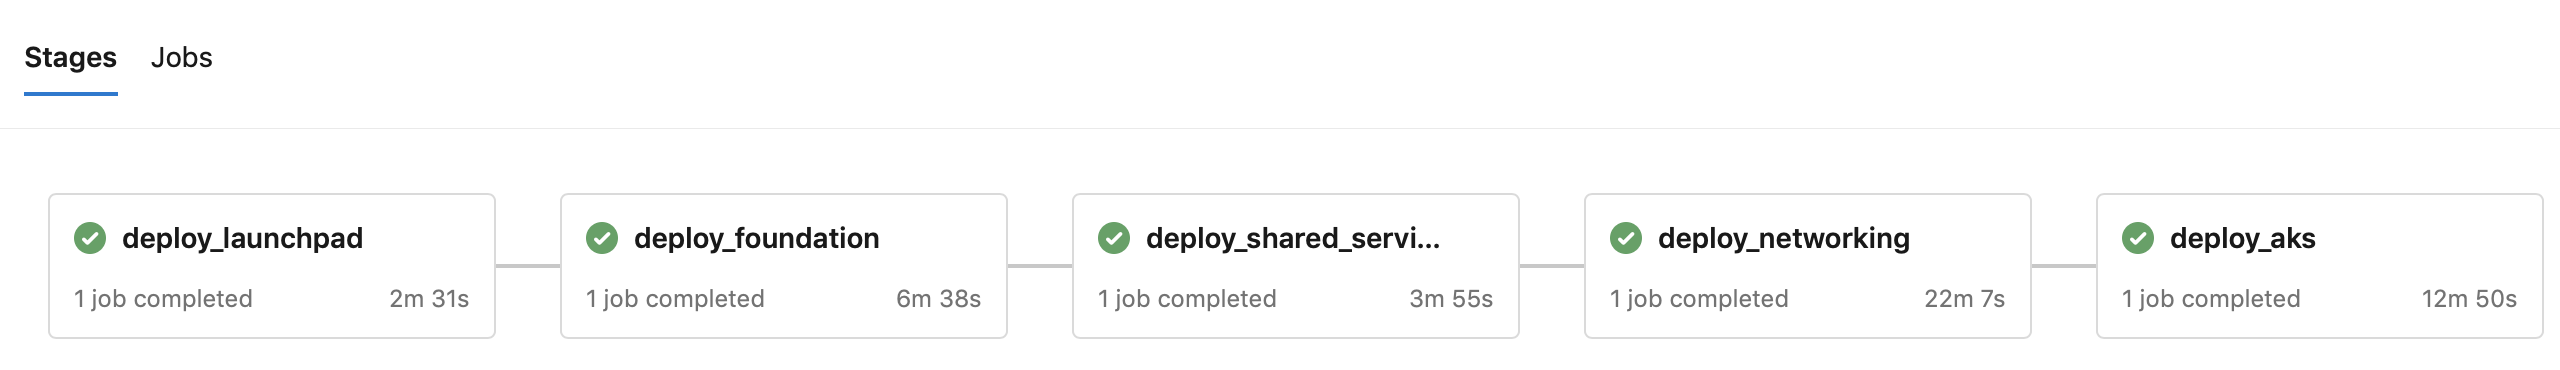 Stages Jobs
deploy_launchpad
1 job completed 2m 31s
deploy_foundation
1 job completed 6m 38s
deploy_shared_servi...
1 job completed 3m 55s
deploy_networking
1 job completed 22m 7s
deploy_aks
1 job completed 12m 50s